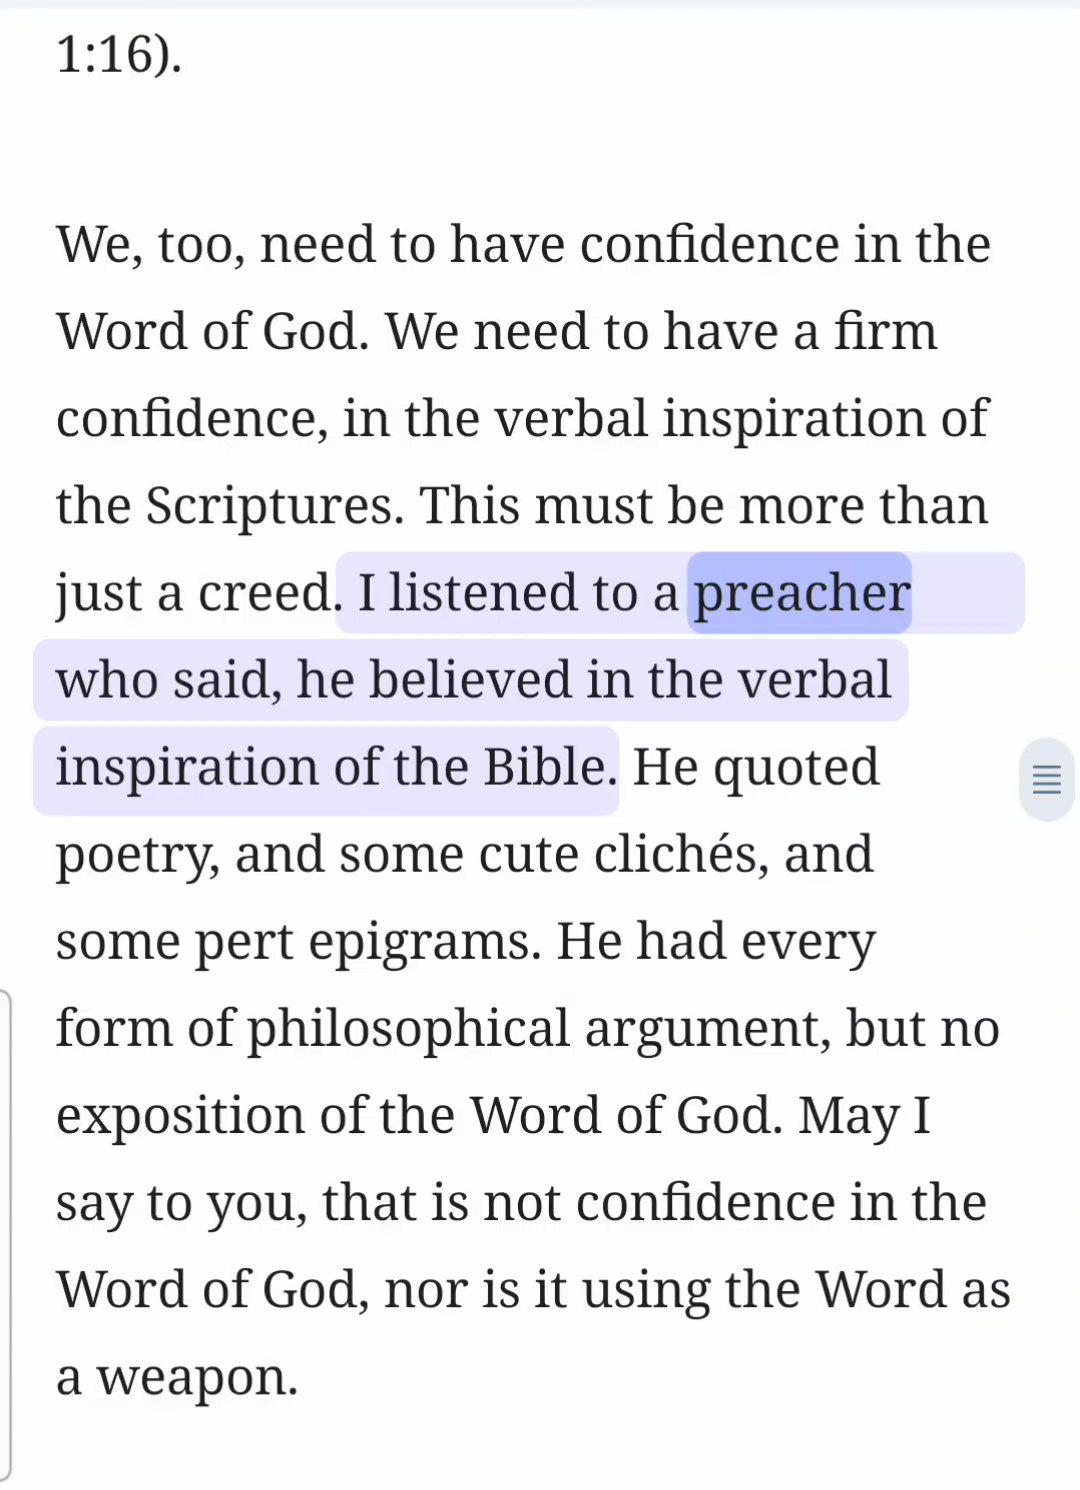 1:16).
We, too, need to have confidence in the
Word of God. We need to have a firm
confidence, in the verbal inspiration of
the Scriptures. This must be more than
just a creed. I listened to a preacher
who said, he believed in the verbal
inspiration of the Bible. He quoted
poetry, and some cute clichés, and
some pert epigrams. He had every
form of philosophical argument, but no
exposition of the Word of God. May I
say to you, that is not confidence in the
Word of God, nor is it using the Word as
a weapon.